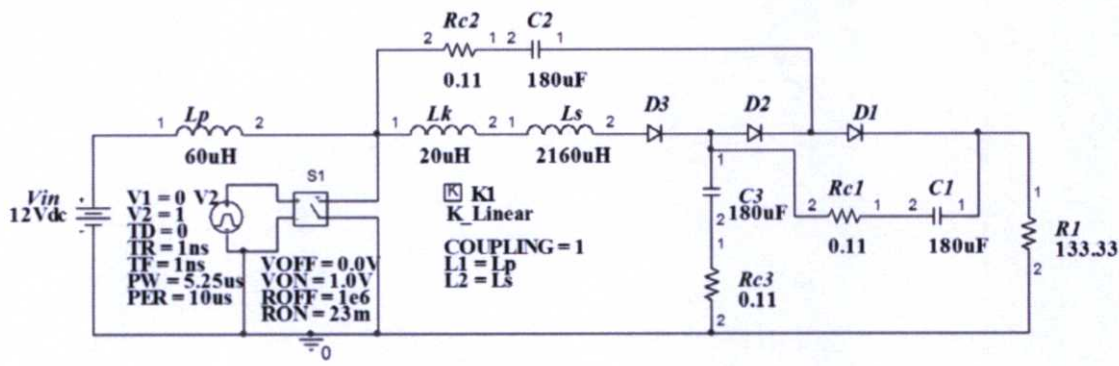 Rc2 C2
2 1 2 1
0.11 180uF
Lp Lk Ls D3 D2 D1
1 2 1 2 1 2
60uH 20uH 2160uH
S1
Vin
12Vdc
V1 = 0 V2
V2 = 1
TD = 0
TR = 1ns
TF = 1ns
PW = 5.25us
PER = 10us
VOFF = 0.0V
VON = 1.0V
ROFF = 1e6
RON = 23m
K K1
K_Linear
COUPLING = 1
L1 = Lp
L2 = Ls
1
C3
180uF
2
1
Rc3
0.11
2
Rc1 C1
2 1 2 1
0.11 180uF
1
R1
133.33
2
0